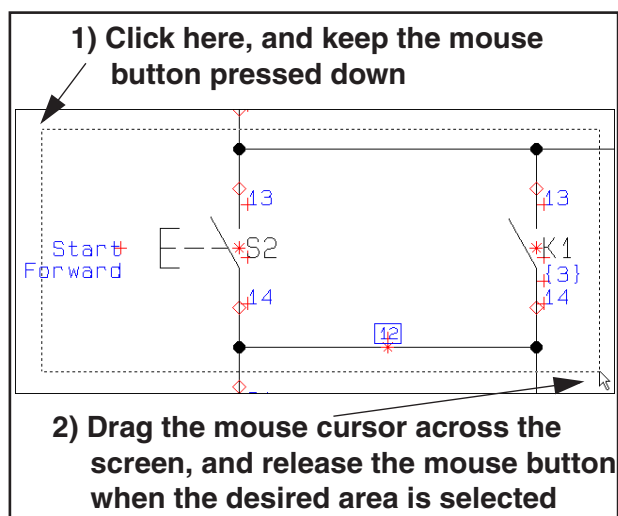 1) Click here, and keep the mouse
button pressed down
13
13
Start
Forward
S2
K1
{3}
14
14
12
2) Drag the mouse cursor across the
screen, and release the mouse button
when the desired area is selected